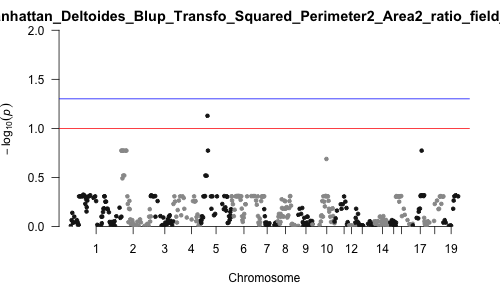 nhattan_Deltoides_Blup_Transfo_Squared_Perimeter2_Area2_ratio_field_
2.0
1.5
1.0
0.5
0.0
− log10(p)
1 2 3 4 5 6 7 8 9 10 12 14 17 19
Chromosome